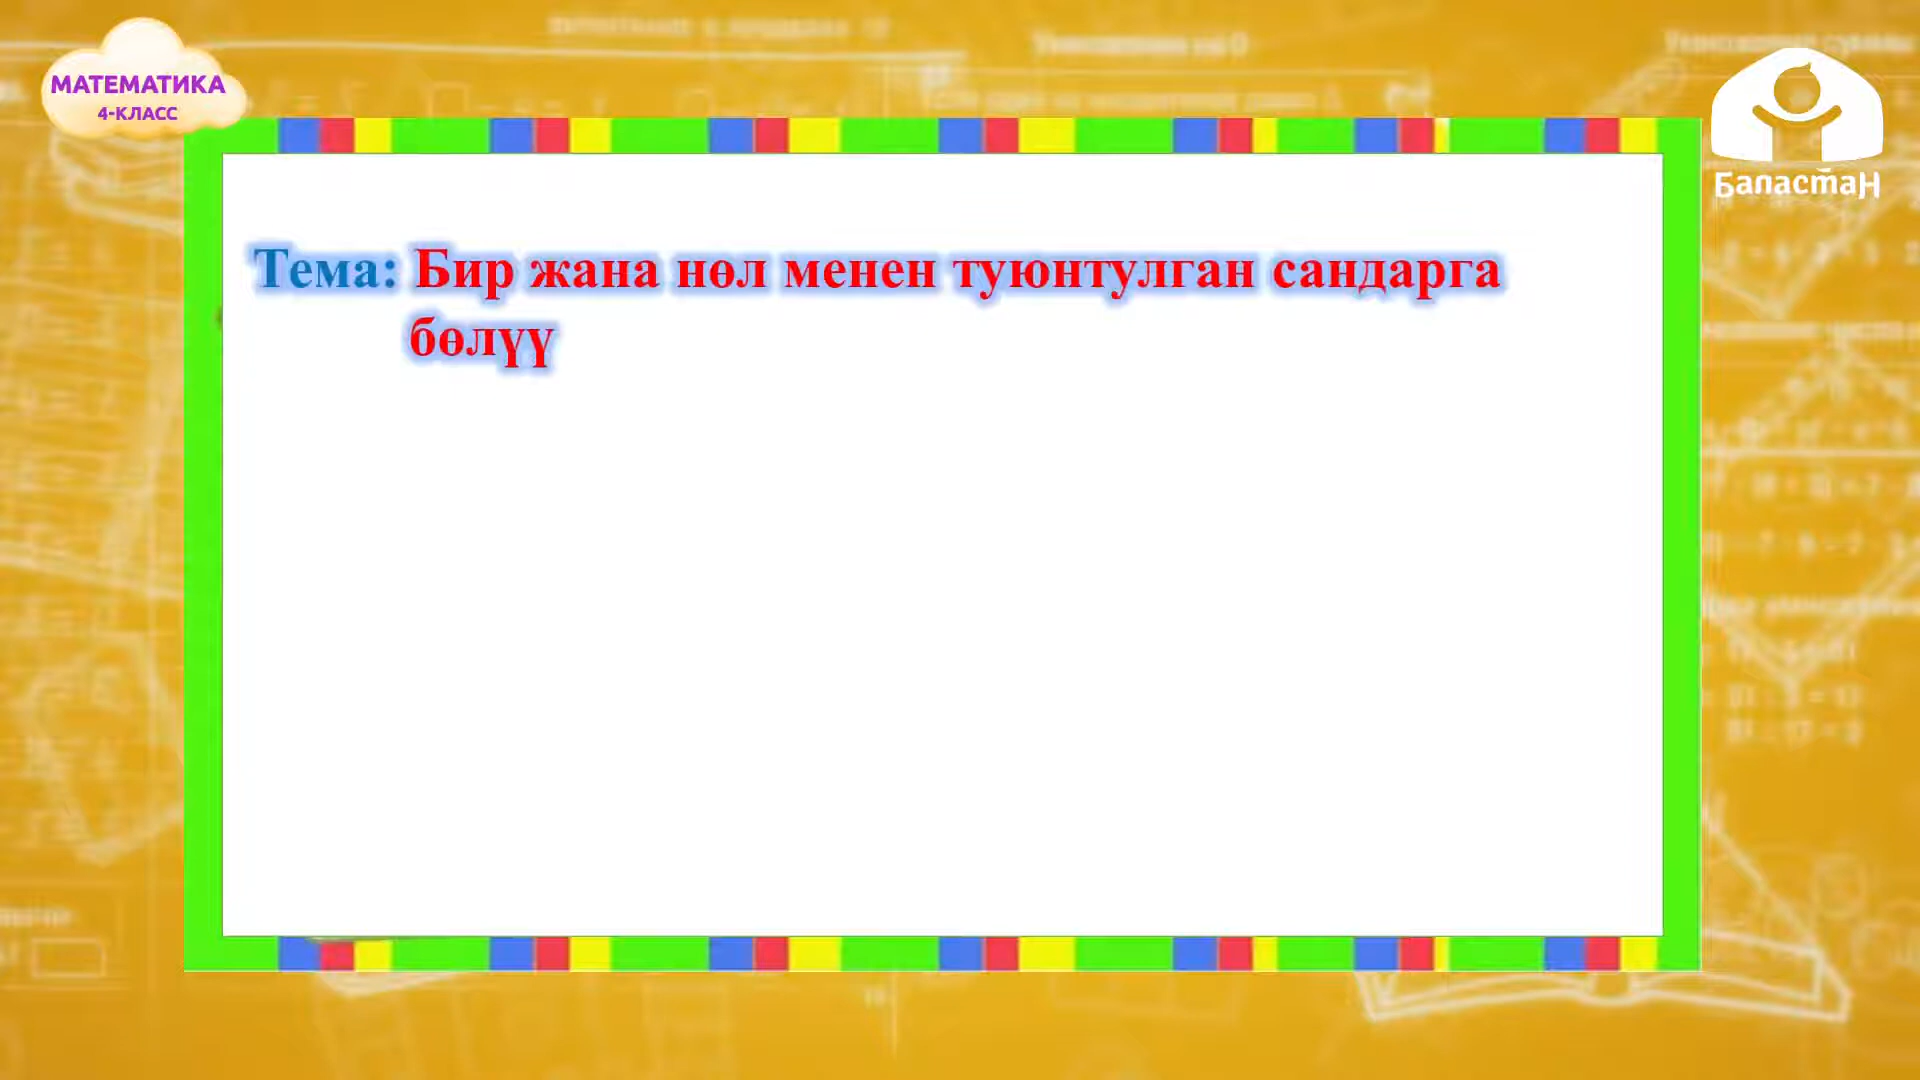 МАТЕМАТИКА
4-КЛАСС
Баластан
Тема: Бир жана нөл менен туюнтулган сандарга
бөлүү